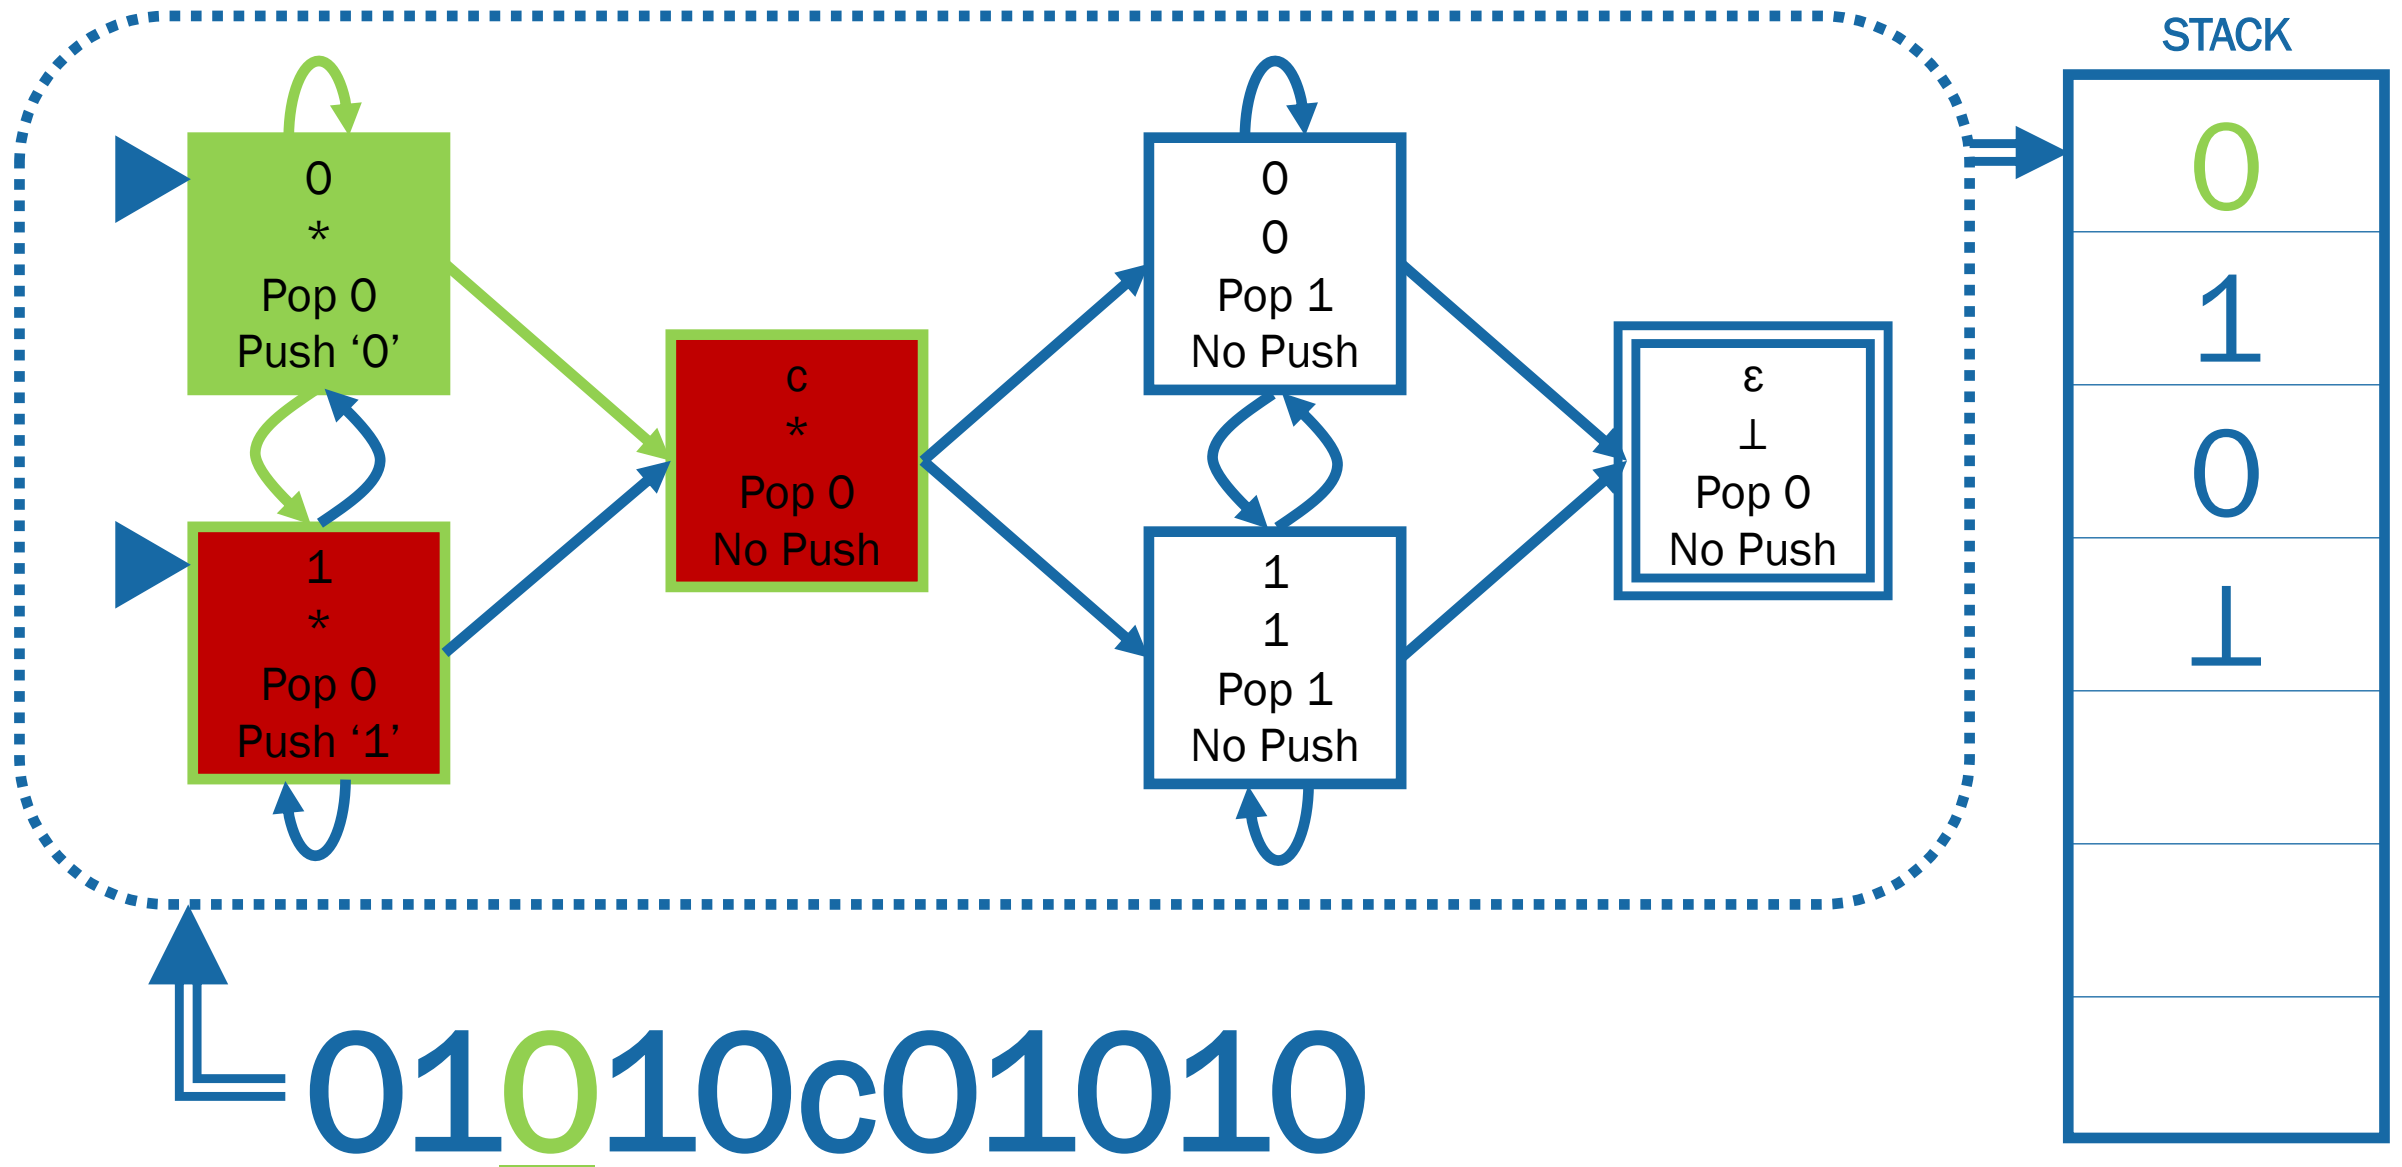 STACK
0
*
Pop 0
Push ‘0’
1
*
Pop 0
Push ‘1’
c
*
Pop 0
No Push
0
0
Pop 1
No Push
1
1
Pop 1
No Push
ε
⊥
Pop 0
No Push
0
1
0
⊥
01010c01010